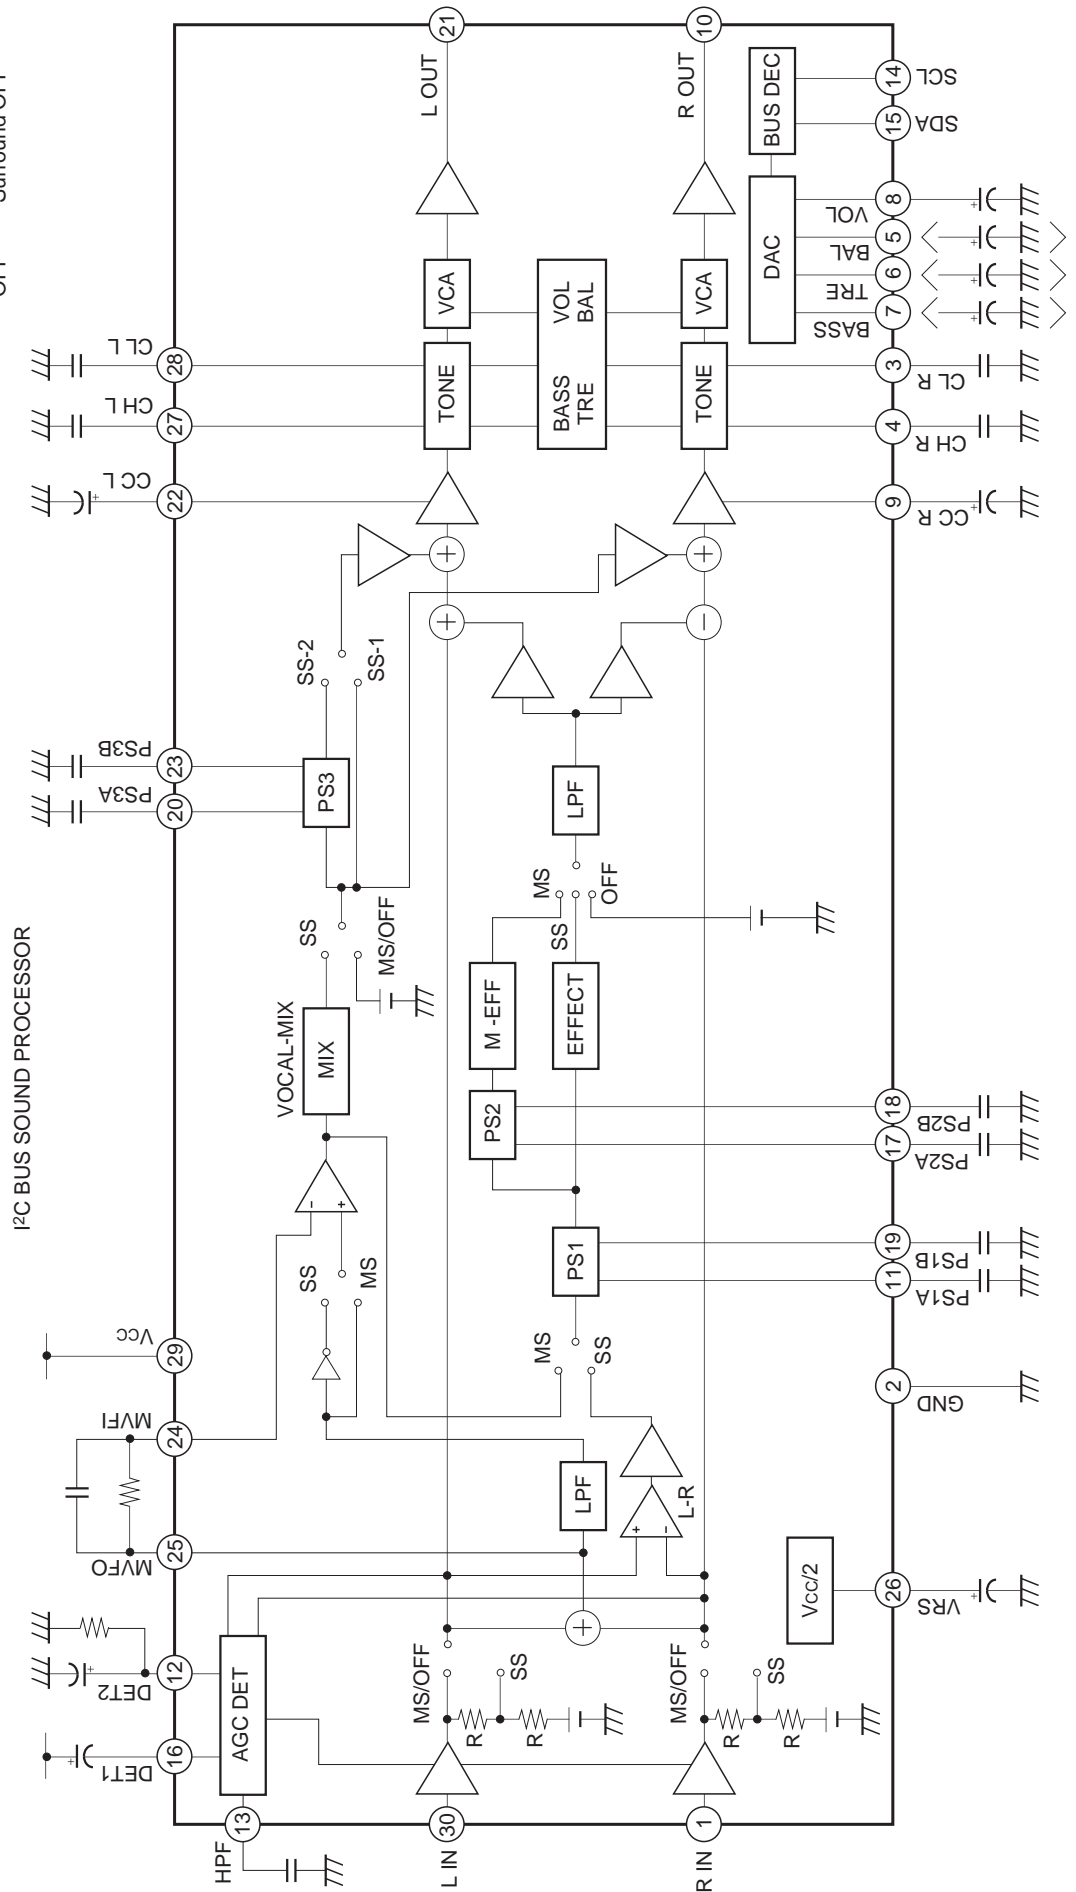 Surround OFF
OFF
I²C BUS SOUND PROCESSOR
21
10
L OUT
R OUT
BUS DEC
14
SCL
15
SDA
DAC
8
VOL
5
BAL
6
TRE
7
BASS
VCA
VOL
BAL
VCA
28
CL L
27
CH L
TONE
BASS
TRE
TONE
3
CL R
4
CH R
22
CC L
9
CC R
+
+
+
−
SS-2
SS-1
23
PS3B
20
PS3A
PS3
LPF
MS
SS
OFF
SS
MS/OFF
VOCAL-MIX
MIX
M -EFF
EFFECT
PS2
18
PS2B
17
PS2A
PS1
19
PS1B
11
PS1A
−
+
SS
MS
MS
SS
29
VCC
24
MVFI
25
MVFO
2
GND
LPF
+
−
L-R
VCC/2
26
VRS
12
DET2
16
DET1
AGC DET
13
HPF
+
MS/OFF
SS
R
R
MS/OFF
SS
R
R
30
L IN
1
R IN